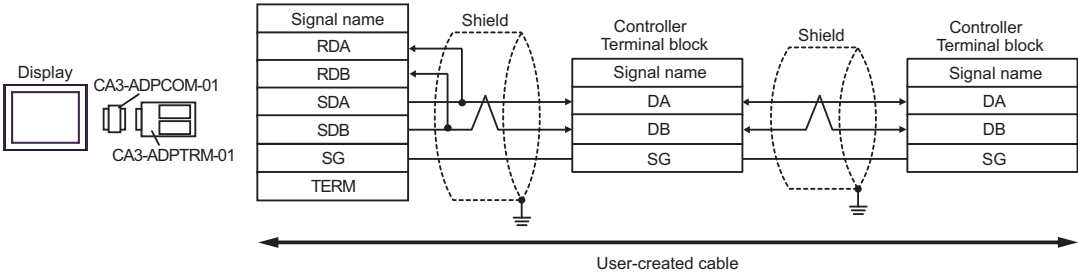 Display
CA3-ADPCOM-01
CA3-ADPTRM-01
Signal name
RDA
RDB
SDA
SDB
SG
TERM
Shield
Controller
Terminal block
Signal name
DA
DB
SG
Shield
Controller
Terminal block
Signal name
DA
DB
SG
User-created cable